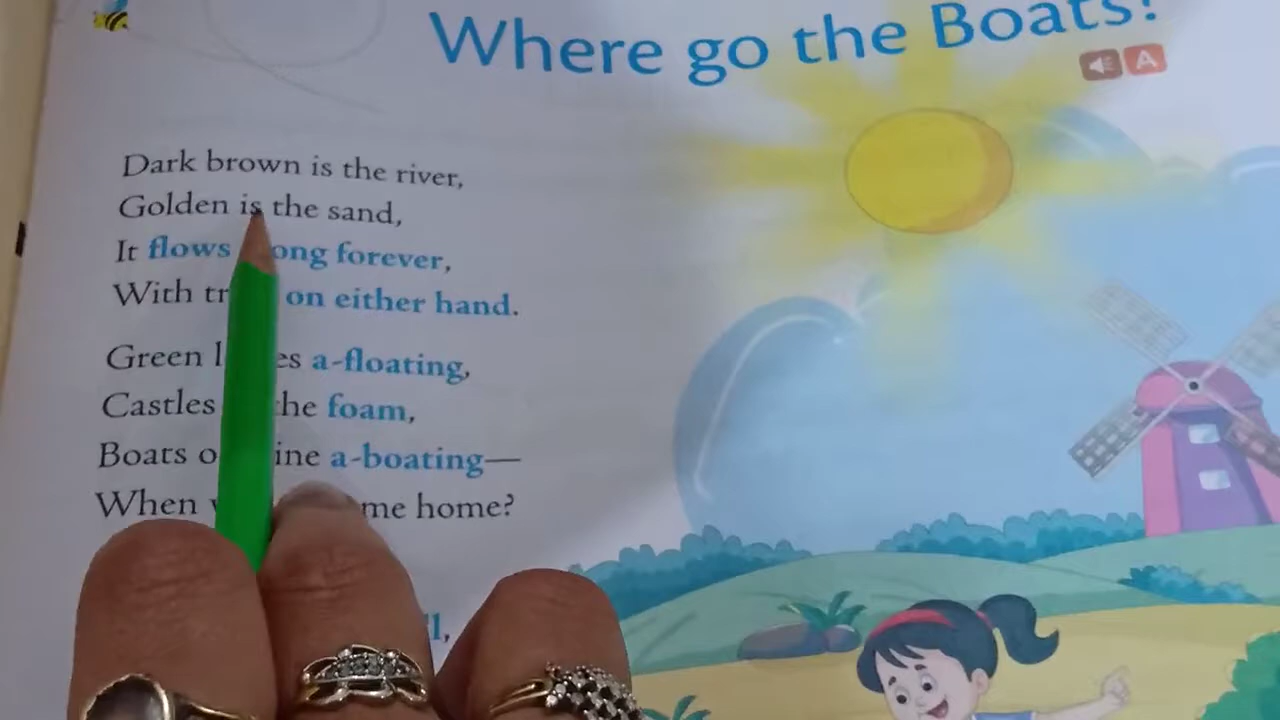 Where go the Boats?
A
Dark brown is the river,
Golden is the sand,
It flows ong forever,
With tr on either hand.
Green l es a-floating,
Castles he foam,
Boats o ine a-boating—
When me home?
l,